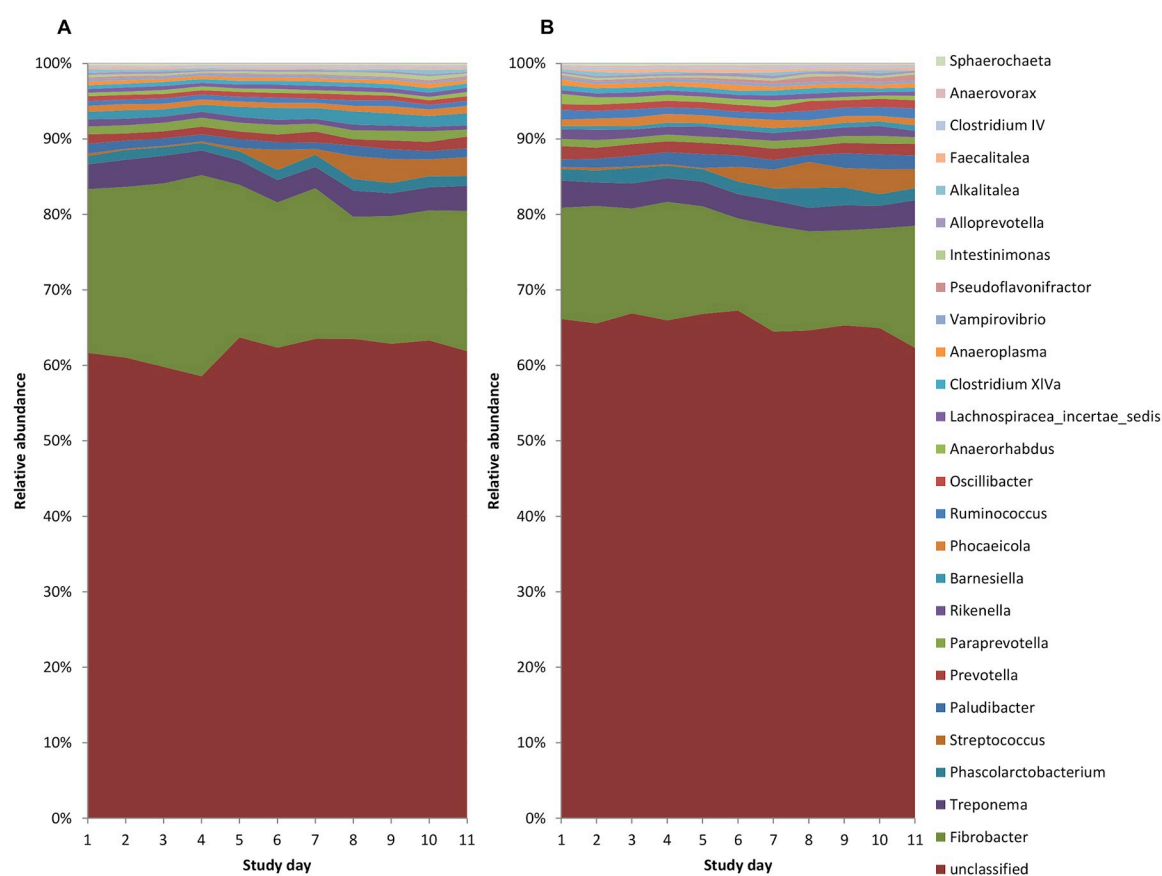 A
B
100%
90%
80%
70%
60%
50%
40%
30%
20%
10%
0%
Relative abundance
1 2 3 4 5 6 7 8 9 10 11
Study day
100%
90%
80%
70%
60%
50%
40%
30%
20%
10%
0%
Relative abundance
1 2 3 4 5 6 7 8 9 10 11
Study day
Sphaerochaeta
Anaerovorax
Clostridium IV
Faecalitalea
Alkalitalea
Alloprevotella
Intestinimonas
Pseudoflavonifractor
Vampirovibrio
Anaeroplasma
Clostridium XlVa
Lachnospiracea_incertae_sedis
Anaerorhabdus
Oscillibacter
Ruminococcus
Phocaeicola
Barnesiella
Rikenella
Paraprevotella
Prevotella
Paludibacter
Streptococcus
Phascolarctobacterium
Treponema
Fibrobacter
unclassified